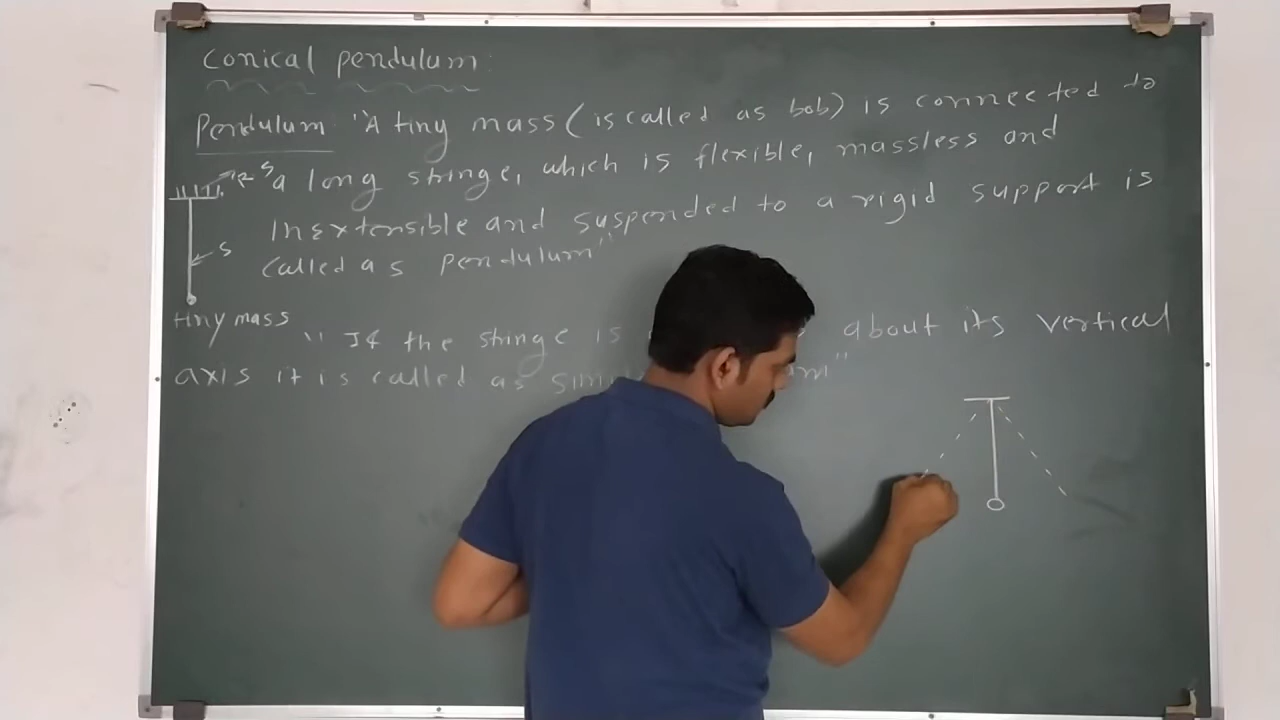 Conical pendulum:
Pendulum "A tiny mass (is called as bob) is connected to
R S a long stringe, which is flexible, massless and
Inextensible and suspended to a rigid support is
S called as pendulum"
tiny mass
"If the stringe is about its vertical
axis it is called as